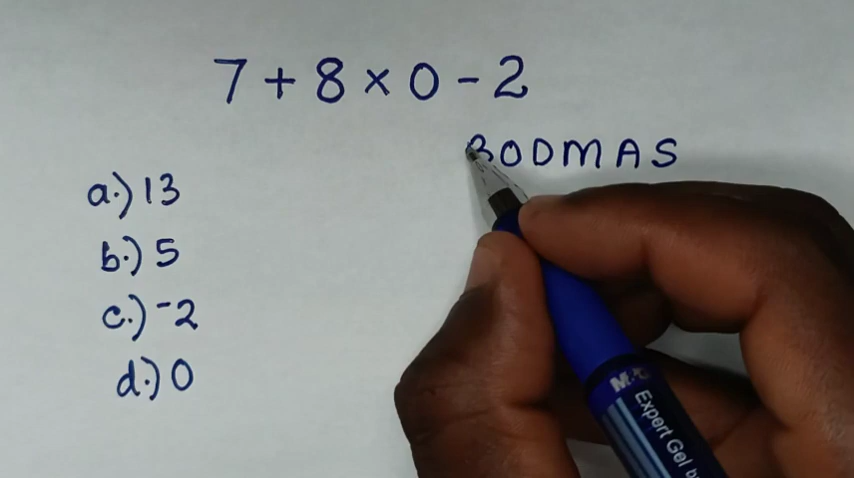 7 + 8 × 0 - 2
BODMAS
a.) 13
b.) 5
c.) -2
d.) 0
Expert Gel